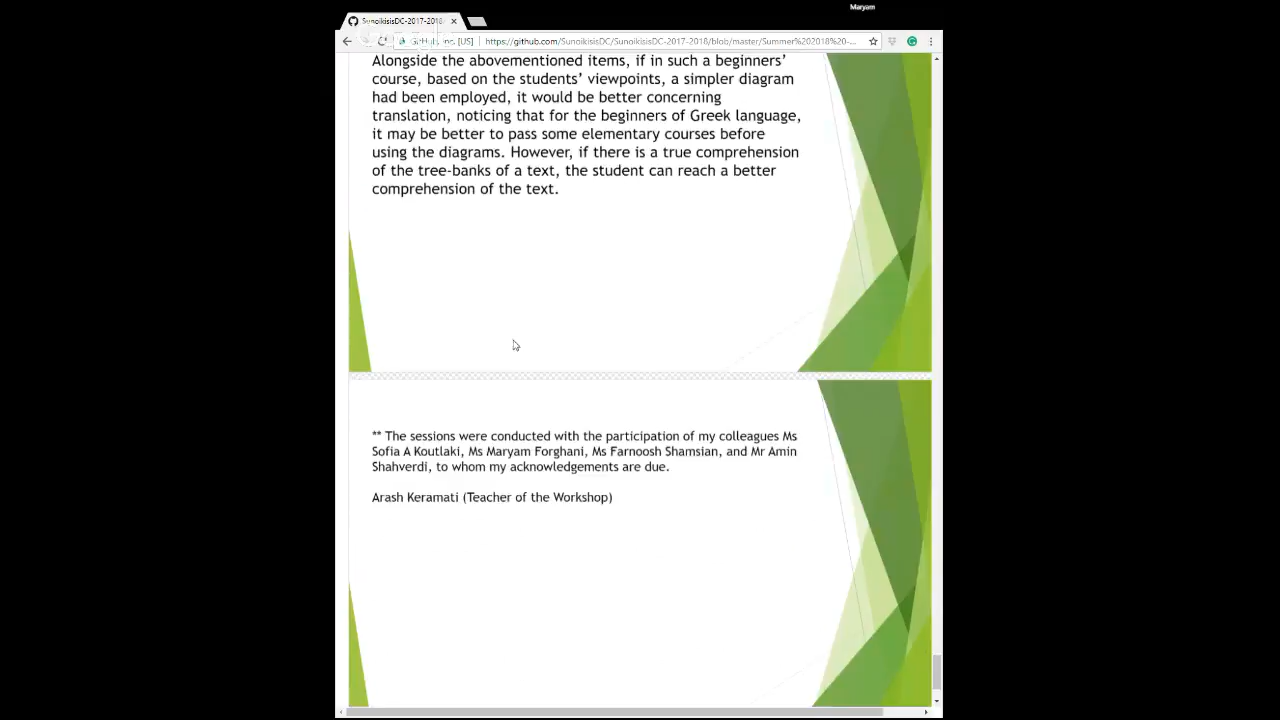 Maryam
SunoikisisDC-2017-2018
GitHub, Inc. [US] | https://github.com/SunoikisisDC/SunoikisisDC-2017-2018/blob/master/Summer%202018%20-...
Alongside the abovementioned items, if in such a beginners'
course, based on the students' viewpoints, a simpler diagram
had been employed, it would be better concerning
translation, noticing that for the beginners of Greek language,
it may be better to pass some elementary courses before
using the diagrams. However, if there is a true comprehension
of the tree-banks of a text, the student can reach a better
comprehension of the text.
** The sessions were conducted with the participation of my colleagues Ms
Sofia A Koutlaki, Ms Maryam Forghani, Ms Farnoosh Shamsian, and Mr Amin
Shahverdi, to whom my acknowledgements are due.
Arash Keramati (Teacher of the Workshop)